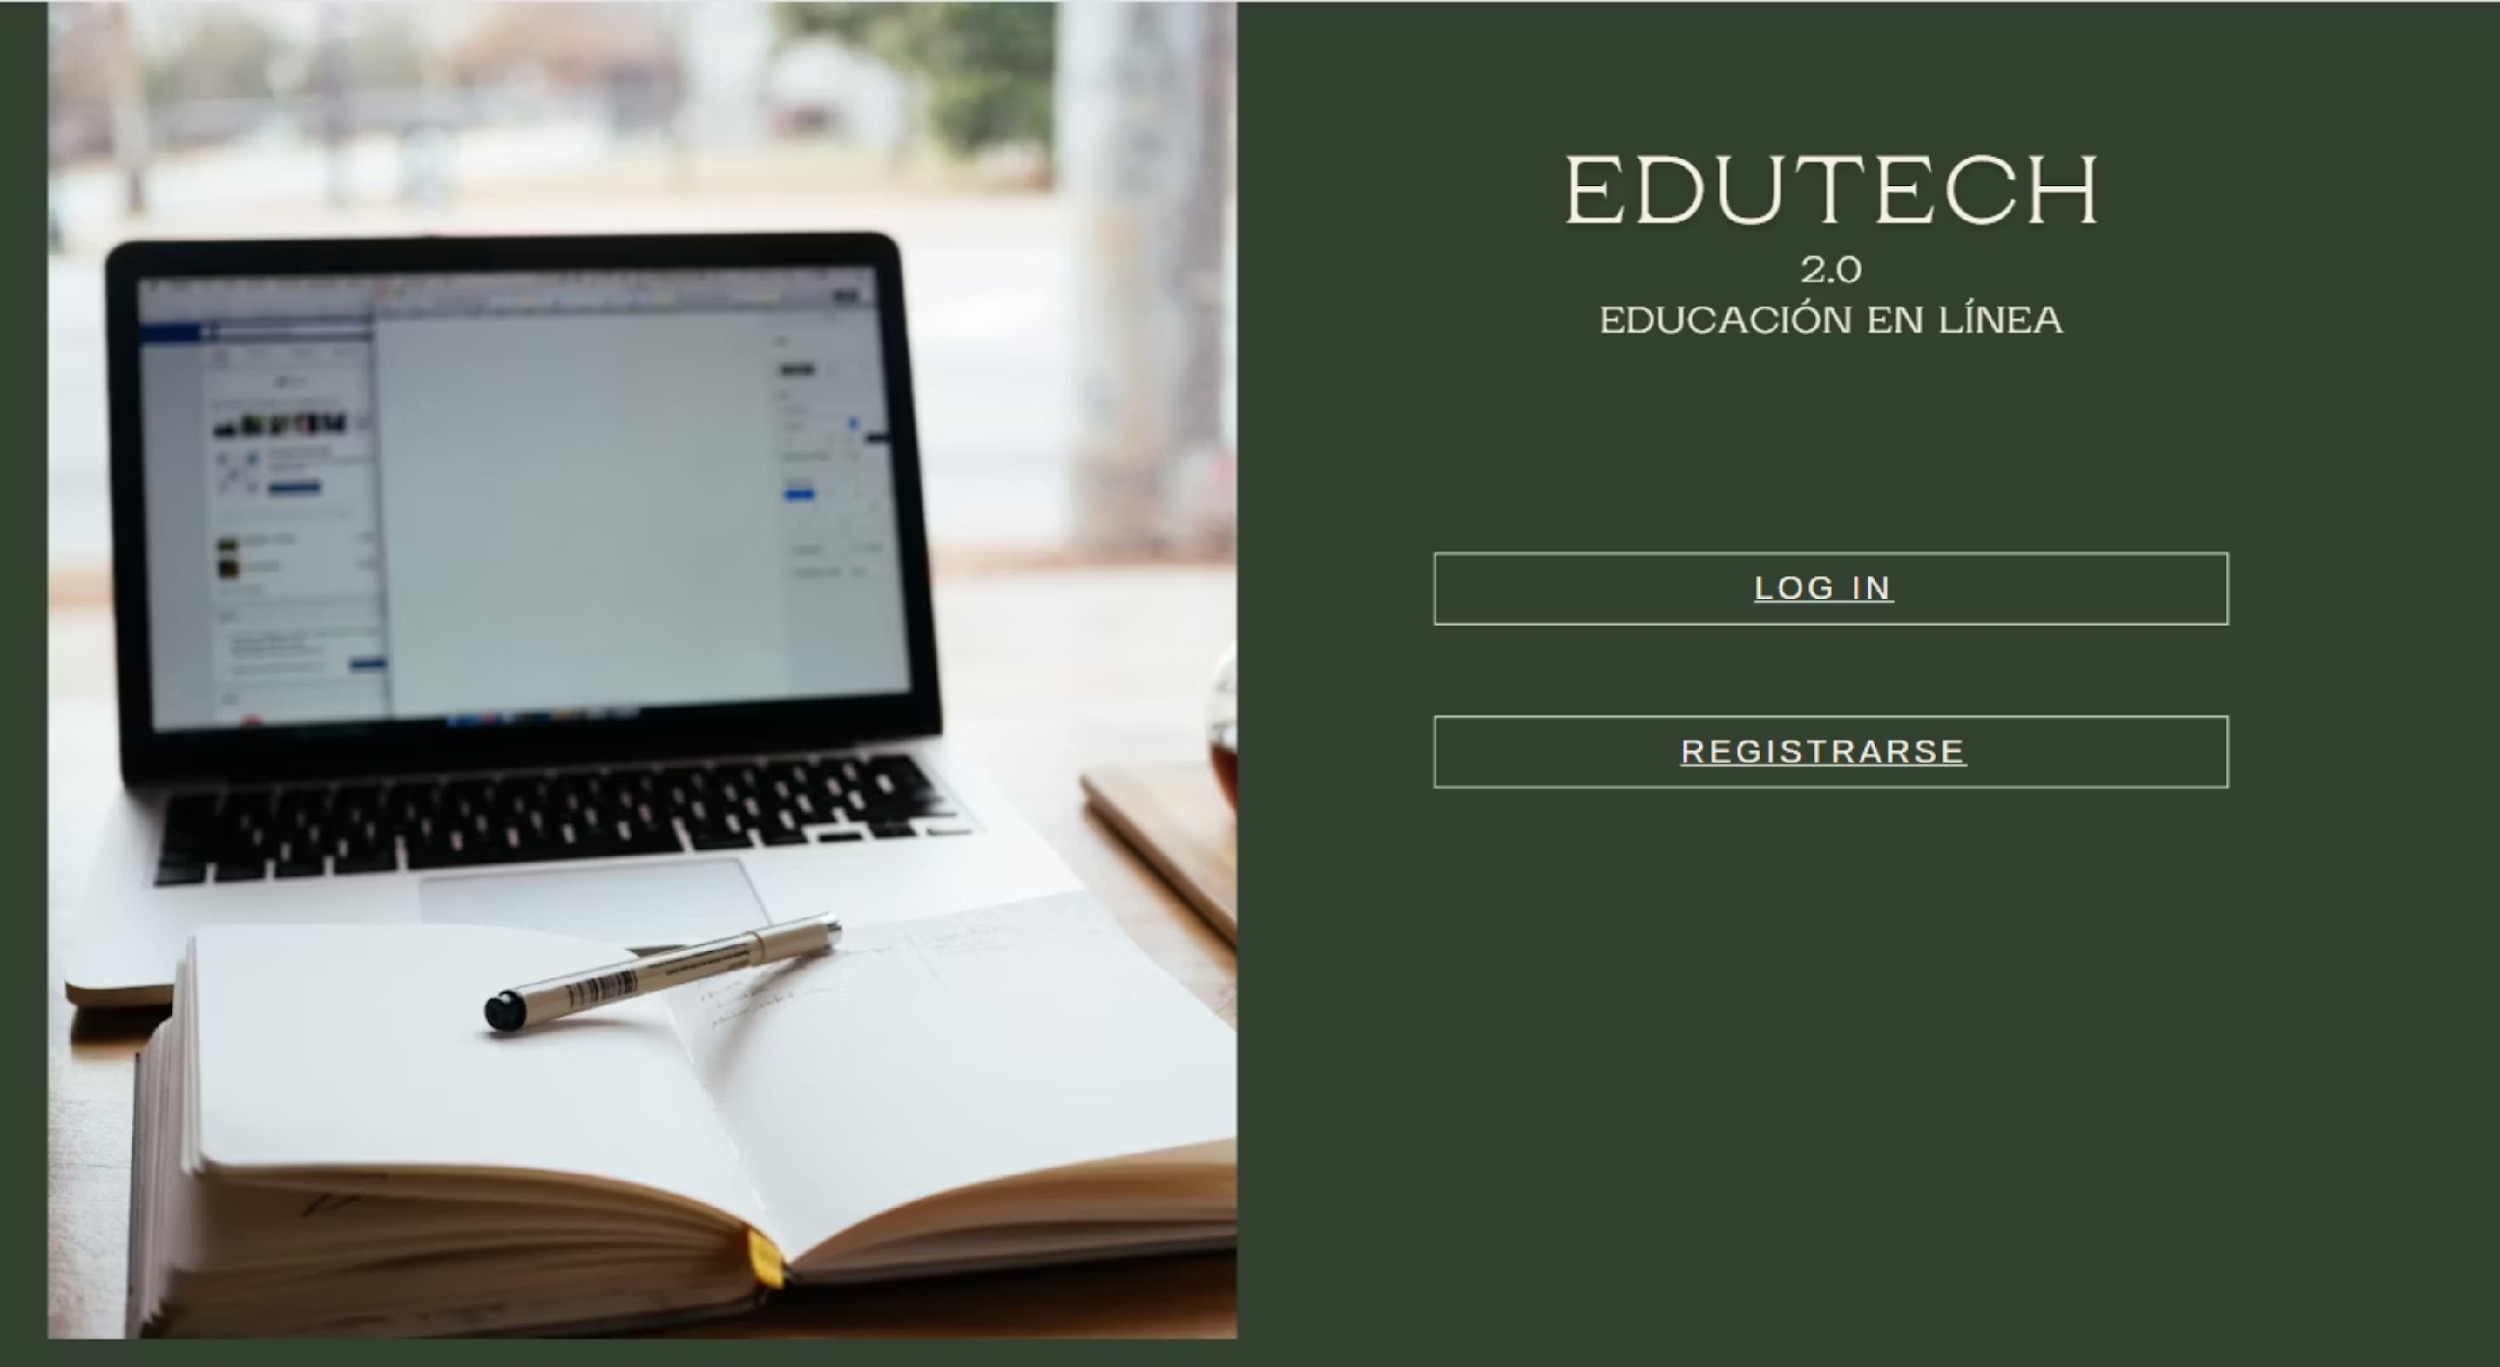 EDUTECH
2.0
EDUCACIÓN EN LÍNEA
LOG IN
REGISTRARSE